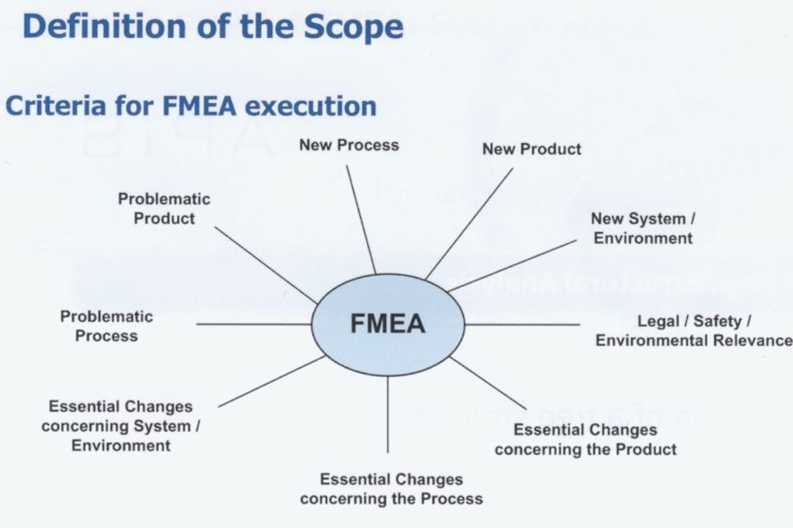 Definition of the Scope
Criteria for FMEA execution
New Process
New Product
Problematic
Product
New System /
Environment
Problematic
Process
FMEA
Legal / Safety /
Environmental Relevance
Essential Changes
concerning System /
Environment
Essential Changes
concerning the Product
Essential Changes
concerning the Process